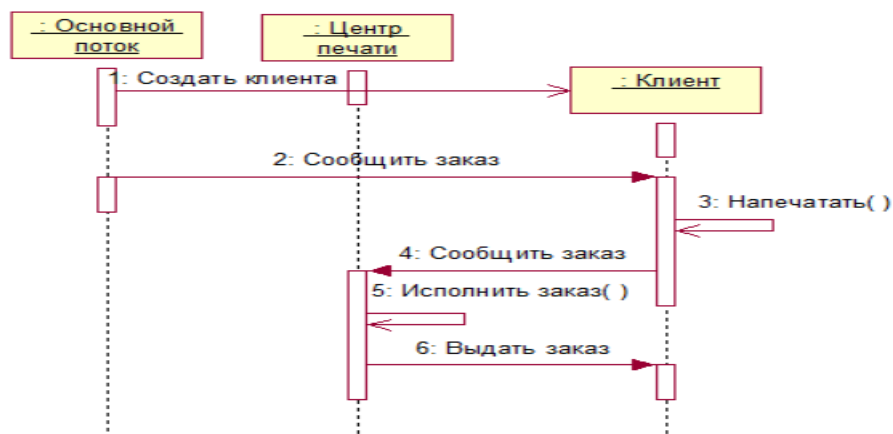 : Основной
поток
: Центр
печати
1: Создать клиента
: Клиент
2: Сообщить заказ
3: Напечатать( )
4: Сообщить заказ
5: Исполнить заказ( )
6: Выдать заказ